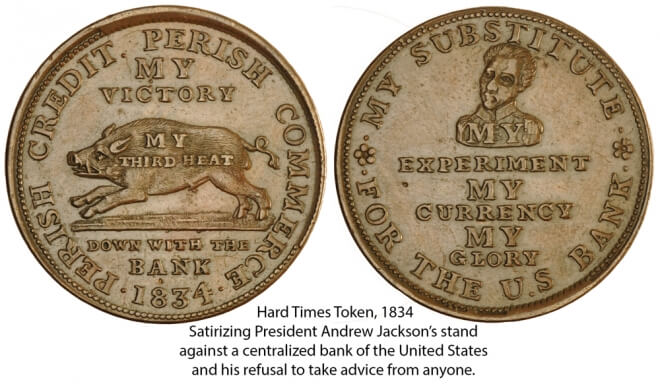 PERISH CREDIT PERISH COMMERCE
MY
VICTORY
MY
THIRD HEAT
DOWN WITH THE
BANK
· 1834 ·
MY SUBSTITUTE
FOR THE U.S BANK
MY
EXPERIMENT
MY
CURRENCY
MY
GLORY
Hard Times Token, 1834
Satirizing President Andrew Jackson's stand
against a centralized bank of the United States
and his refusal to take advice from anyone.